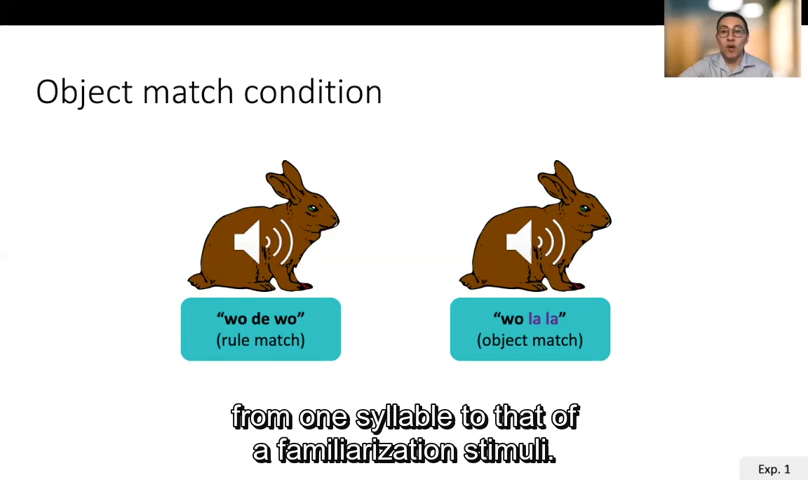 Object match condition
"wo de wo"
(rule match)
"wo la la"
(object match)
from one syllable to that of
a familiarization stimuli.
Exp. 1